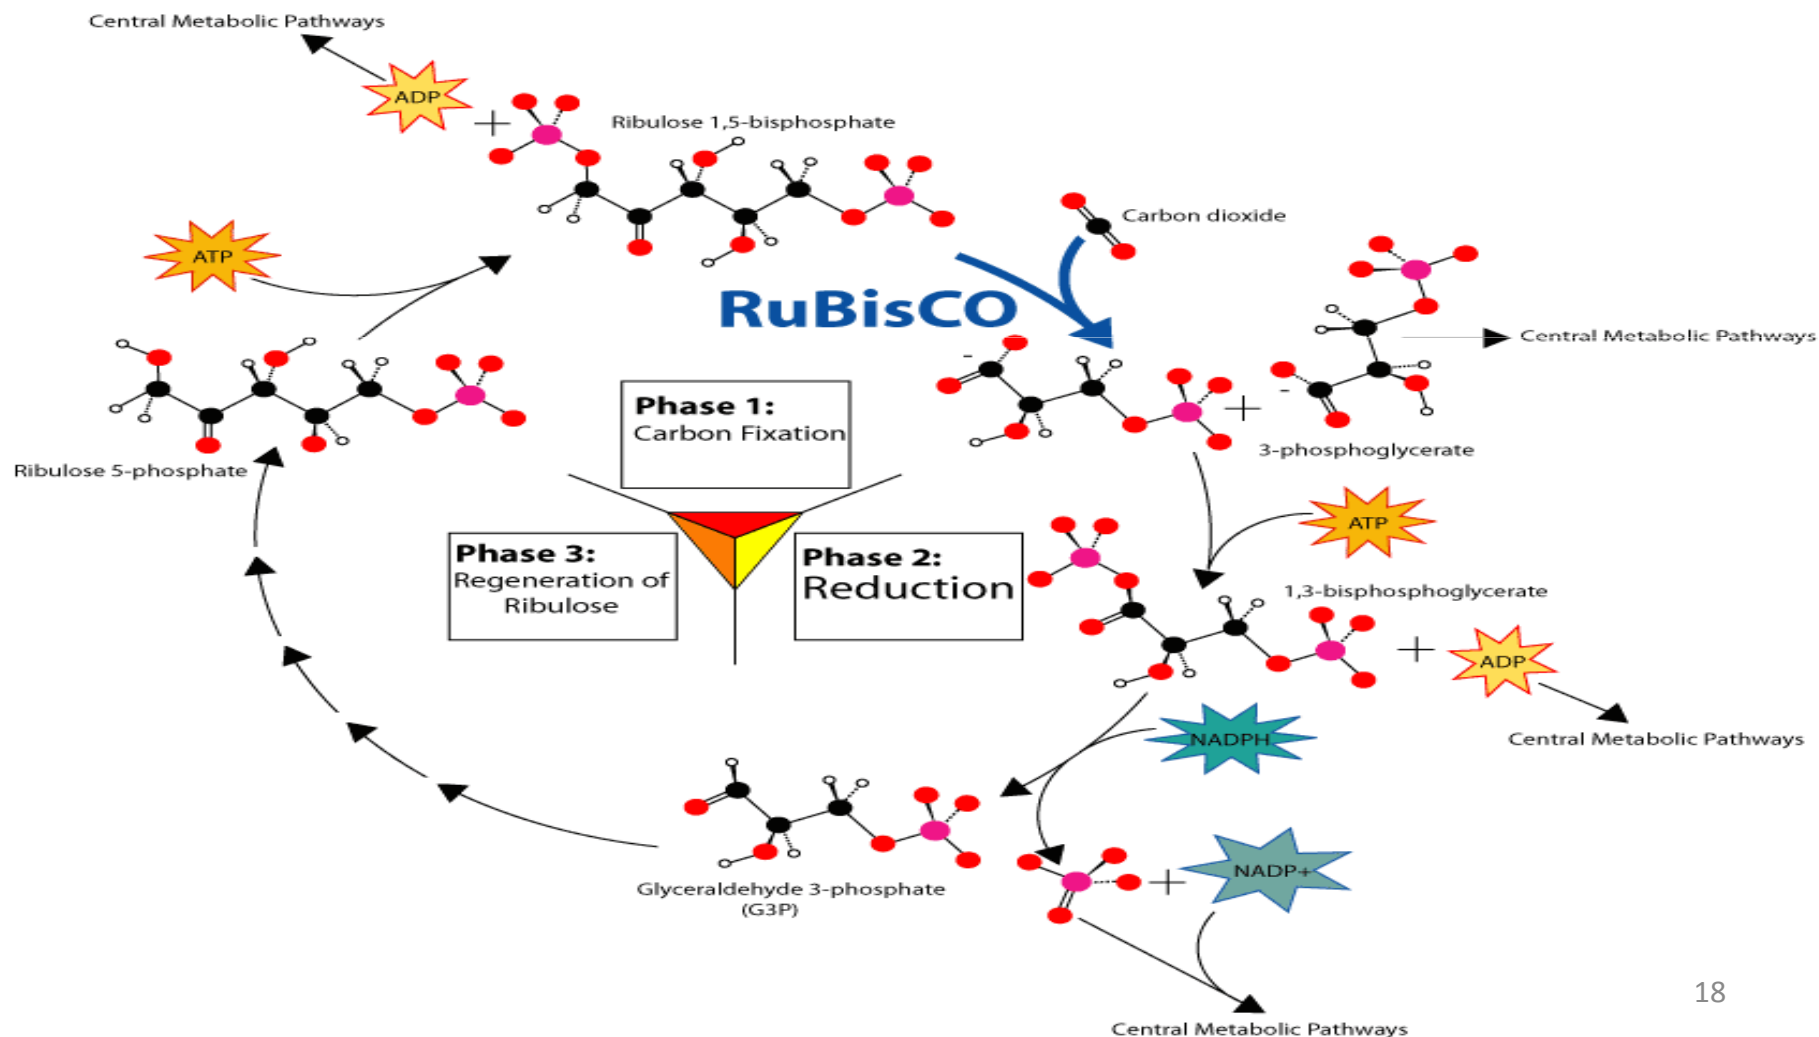 Central Metabolic Pathways
ADP
Ribulose 1,5-bisphosphate
Carbon dioxide
ATP
RuBisCO
Central Metabolic Pathways
-
-
Phase 1:
Carbon Fixation
3-phosphoglycerate
Ribulose 5-phosphate
ATP
Phase 3:
Regeneration of
Ribulose
Phase 2:
Reduction
1,3-bisphosphoglycerate
ADP
NADPH
Central Metabolic Pathways
Glyceraldehyde 3-phosphate
(G3P)
NADP+
18
Central Metabolic Pathways